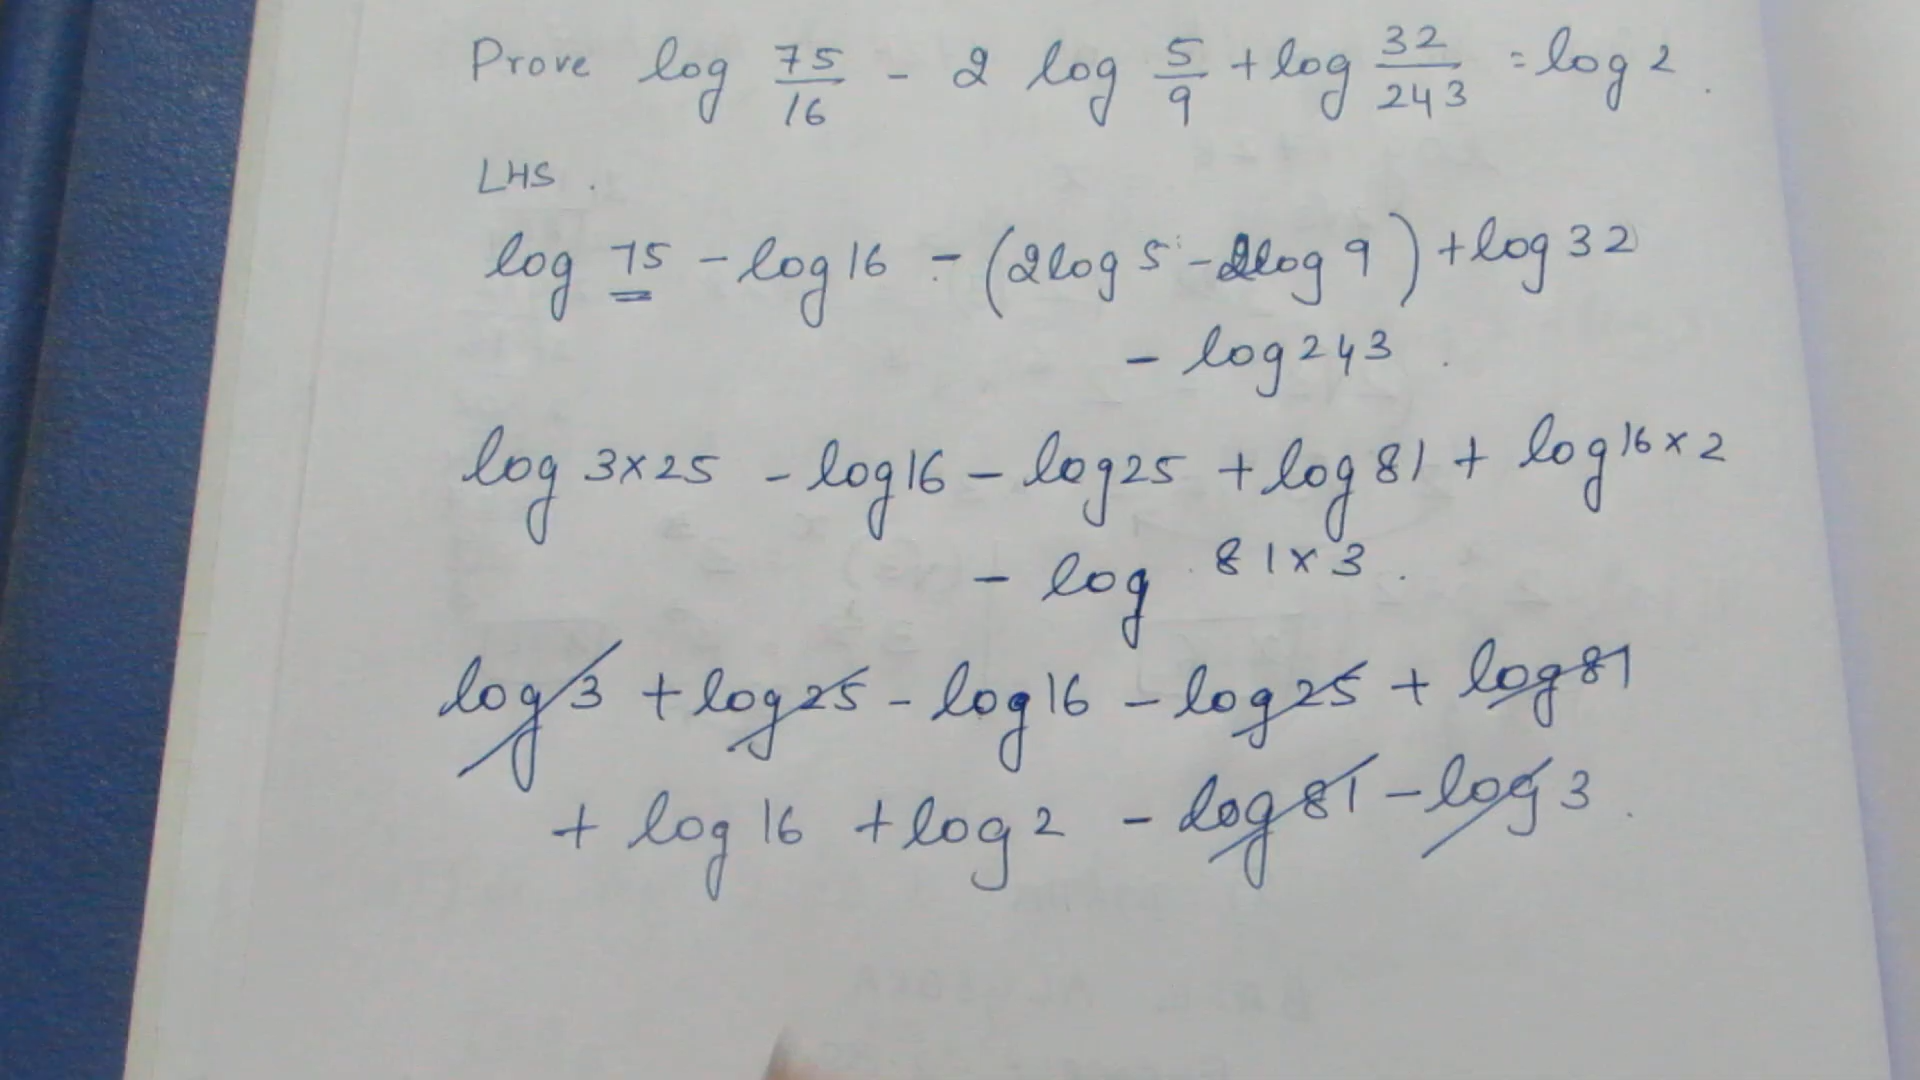 Prove log 75/16 - 2 log 5/9 + log 32/243 = log 2.
LHS.
log 75 - log 16 - (2log 5 - 2log 9) + log 32
- log 243.
log 3×25 - log 16 - log 25 + log 81 + log 16×2
- log 81×3.
log 3 + log 25 - log 16 - log 25 + log 81
+ log 16 + log 2 - log 81 - log 3.